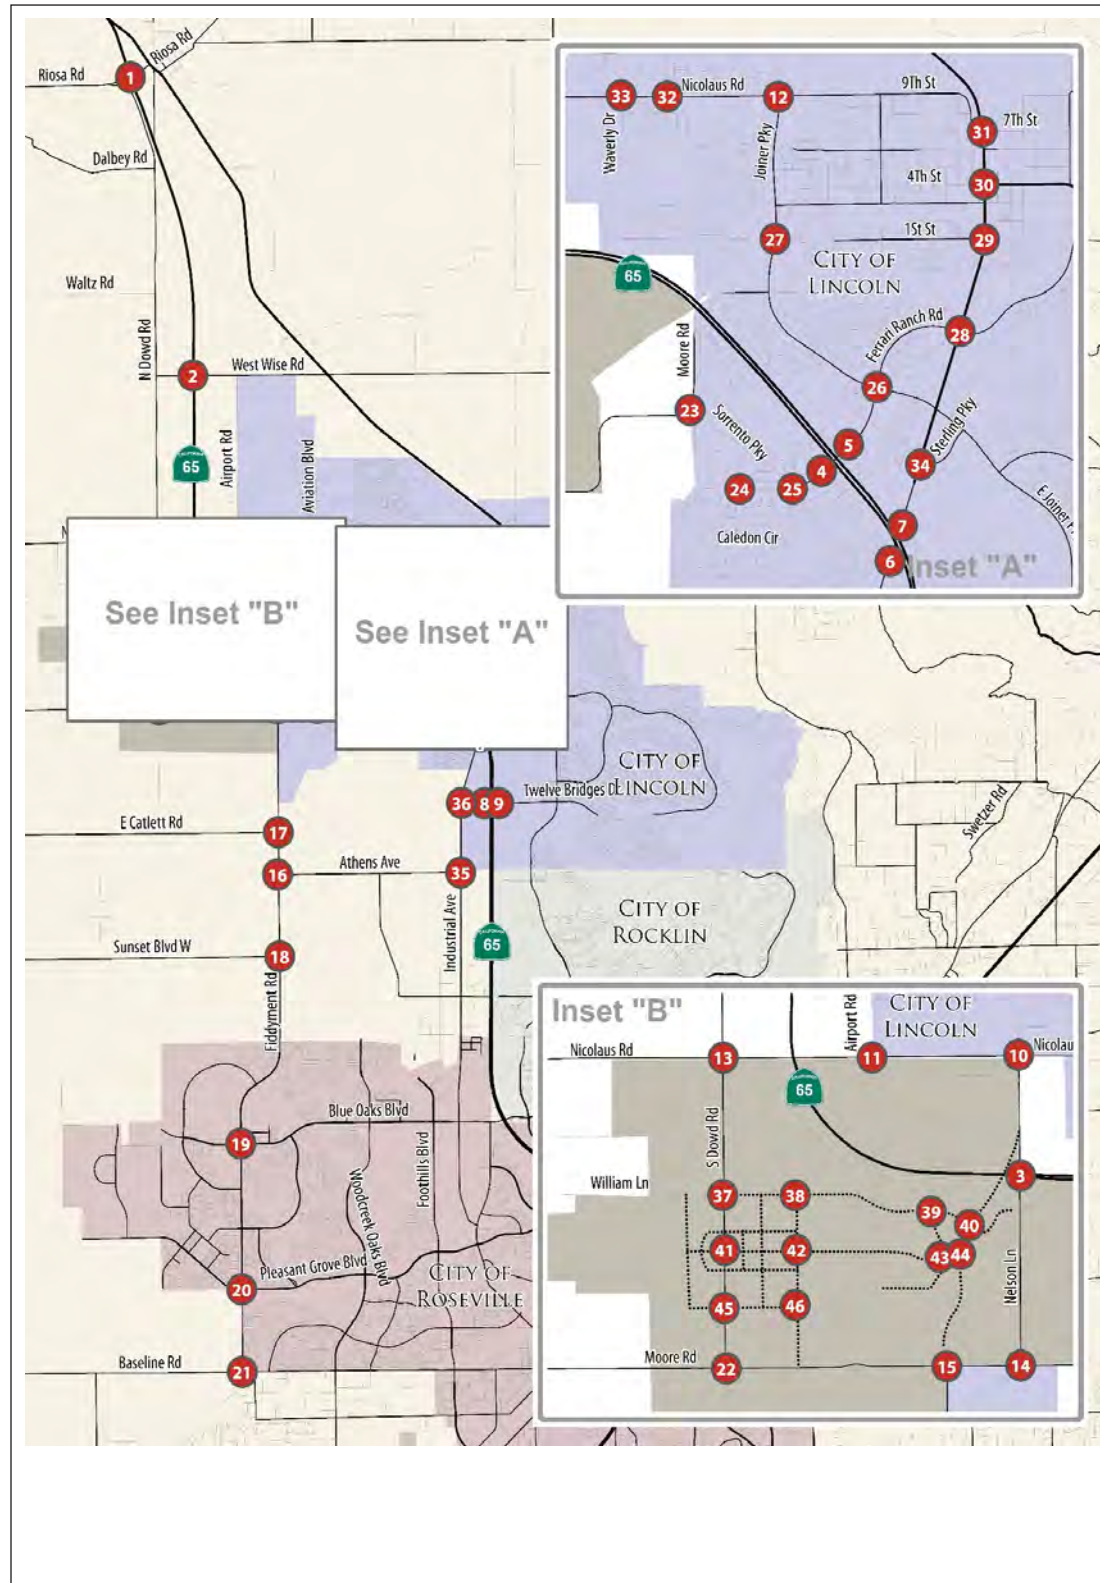 Riosa Rd
Riosa Rd
1
Dalbey Rd
Waltz Rd
N Dowd Rd
2
West Wise Rd
CALIFORNIA
65
Airport Rd
Aviation Blvd
N
See Inset "B"
See Inset "A"
33
32
Nicolaus Rd
12
9Th St
Waverly Dr
Joiner Pky
31
7Th St
4Th St
30
27
1St St
29
CITY OF
LINCOLN
CALIFORNIA
65
Moore Rd
Ferrari Ranch Rd
28
26
23
Sorrento Pky
5
Sterling Pky
4
34
24
25
E Joiner P
Caledon Cir
7
6
Inset "A"
CITY OF
LINCOLN
36
8
9
Twelve Bridges D
E Catlett Rd
17
Swetzer Rd
16
Athens Ave
35
CITY OF
ROCKLIN
Industrial Ave
CALIFORNIA
65
Sunset Blvd W
18
Fiddyment Rd
Blue Oaks Blvd
19
Foothills Blvd
Woodcreek Oaks Blvd
Pleasant Grove Blvd
20
CITY OF
ROSEVILLE
Baseline Rd
21
Inset "B"
CITY OF
LINCOLN
Airport Rd
Nicolaus Rd
13
11
10
Nicolau
CALIFORNIA
65
S Dowd Rd
William Ln
37
38
3
39
40
41
42
43
44
Nelson Ln
45
46
Moore Rd
22
15
14